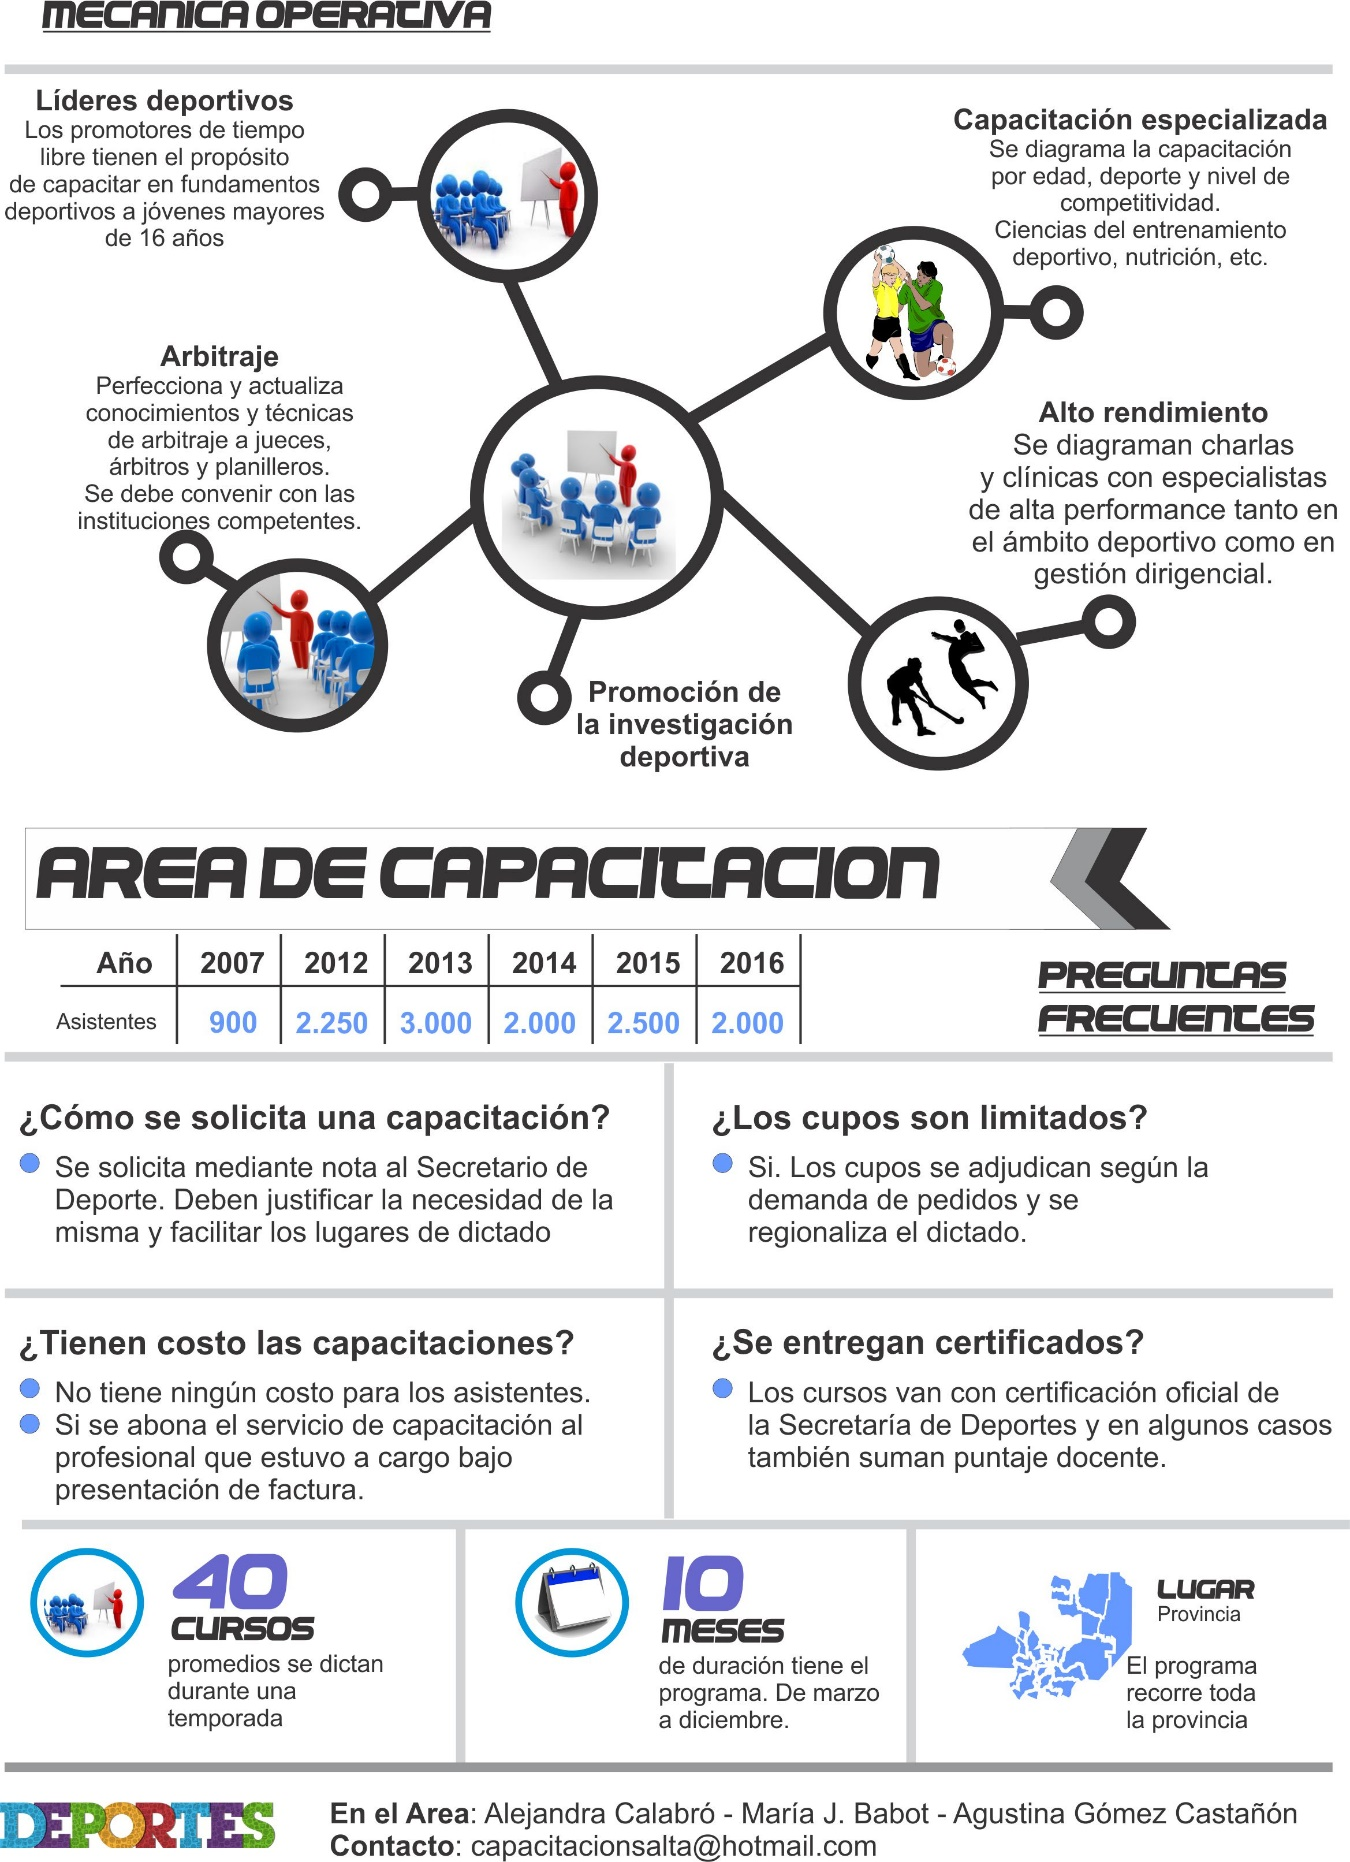 MECANICA OPERATIVA
Líderes deportivos
Los promotores de tiempo
libre tienen el propósito
de capacitar en fundamentos
deportivos a jóvenes mayores
de 16 años
Capacitación especializada
Se diagrama la capacitación
por edad, deporte y nivel de
competitividad.
Ciencias del entrenamiento
deportivo, nutrición, etc.
Arbitraje
Perfecciona y actualiza
conocimientos y técnicas
de arbitraje a jueces,
árbitros y planilleros.
Se debe convenir con las
instituciones competentes.
Alto rendimiento
Se diagraman charlas
y clínicas con especialistas
de alta performance tanto en
el ámbito deportivo como en
gestión dirigencial.
Promoción de
la investigación
deportiva
AREA DE CAPACITACION
Año 2007 2012 2013 2014 2015 2016
Asistentes 900 2.250 3.000 2.000 2.500 2.000
PREGUNTAS
FRECUENTES
¿Cómo se solicita una capacitación?
Se solicita mediante nota al Secretario de
Deporte. Deben justificar la necesidad de la
misma y facilitar los lugares de dictado
¿Los cupos son limitados?
Si. Los cupos se adjudican según la
demanda de pedidos y se
regionaliza el dictado.
¿Tienen costo las capacitaciones?
No tiene ningún costo para los asistentes.
Si se abona el servicio de capacitación al
profesional que estuvo a cargo bajo
presentación de factura.
¿Se entregan certificados?
Los cursos van con certificación oficial de
la Secretaría de Deportes y en algunos casos
también suman puntaje docente.
40
CURSOS
promedios se dictan
durante una
temporada
10
MESES
de duración tiene el
programa. De marzo
a diciembre.
LUGAR
Provincia
El programa
recorre toda
la provincia
DEPORTES
En el Area: Alejandra Calabró - María J. Babot - Agustina Gómez Castañón
Contacto: capacitacionsalta@hotmail.com